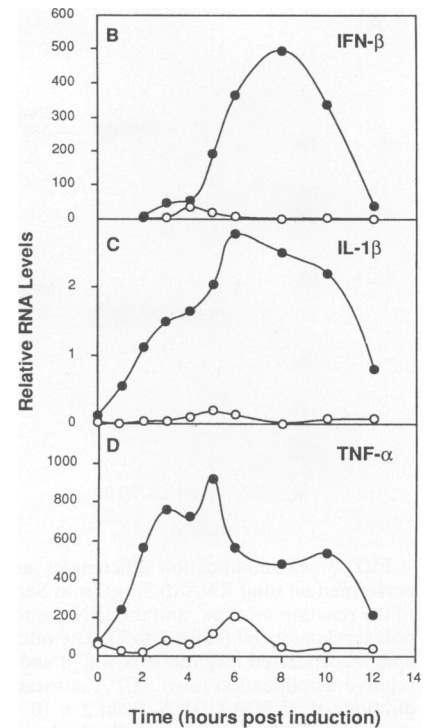 B
IFN-β
600
500
400
300
200
100
0
C
IL-1β
2
1
0
D
TNF-α
1000
800
600
400
200
0
0 2 4 6 8 10 12 14
Relative RNA Levels
Time (hours post induction)